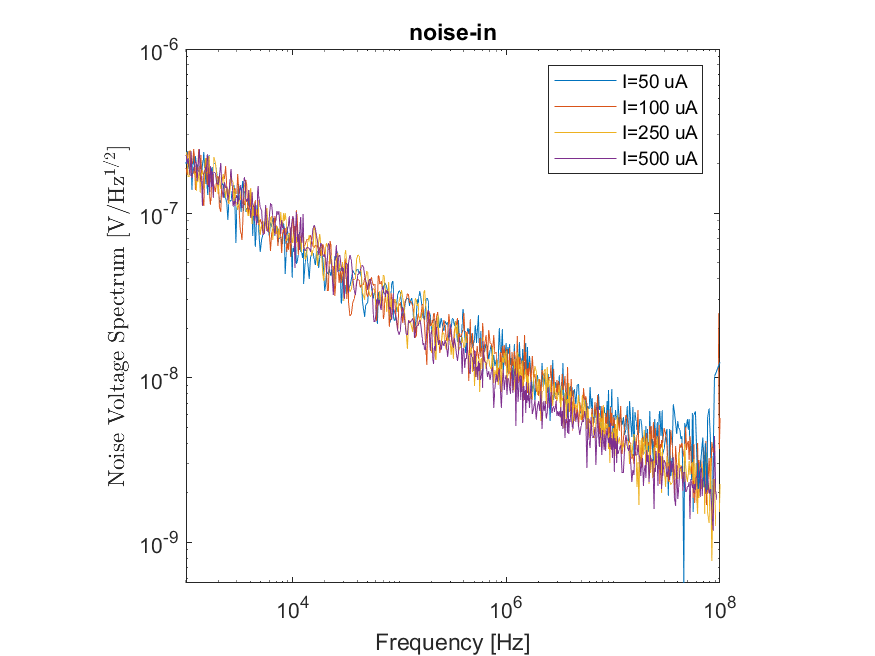 noise-in
10^-6
10^-7
10^-8
10^-9
Noise Voltage Spectrum [V/Hz^1/2]
I=50 uA
I=100 uA
I=250 uA
I=500 uA
10^4
10^6
10^8
Frequency [Hz]